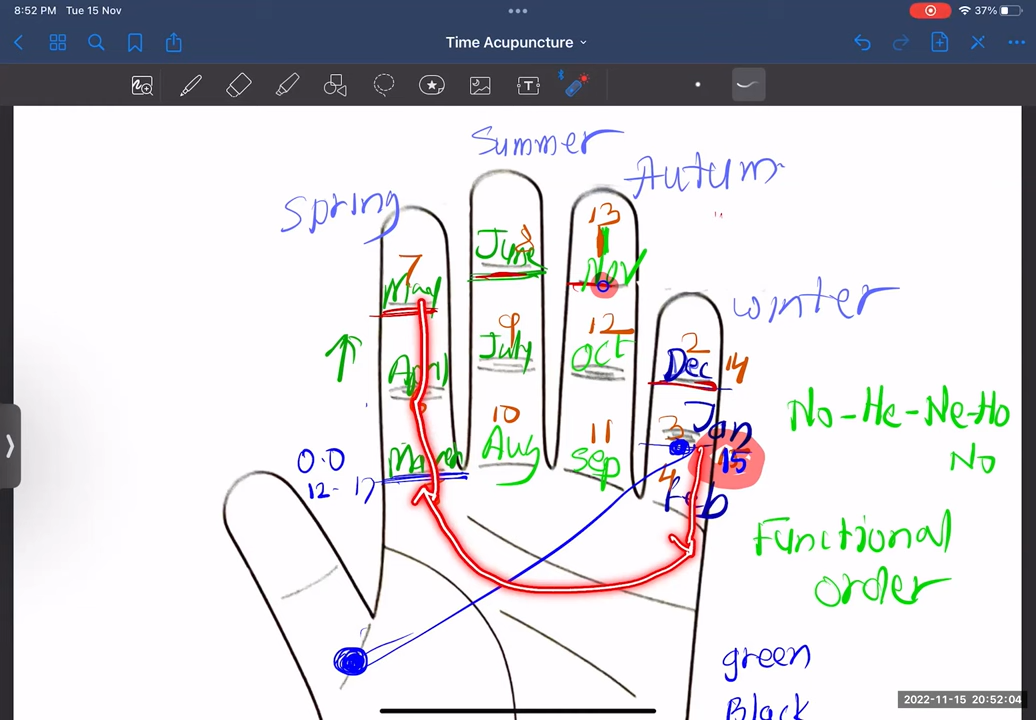 8:52 PM Tue 15 Nov
37%
Time Acupuncture
Summer
Autum
Spring
winter
13
7
June
Nov
May
12
9
2
Oct
July
Dec
14
April
No-He-Ne-Ho
No
10
11
3
Jan
0.0
March
Aug
Sep
15
12-17
4
Feb
Functional
order
green
Black
2022-11-15 20:52:04